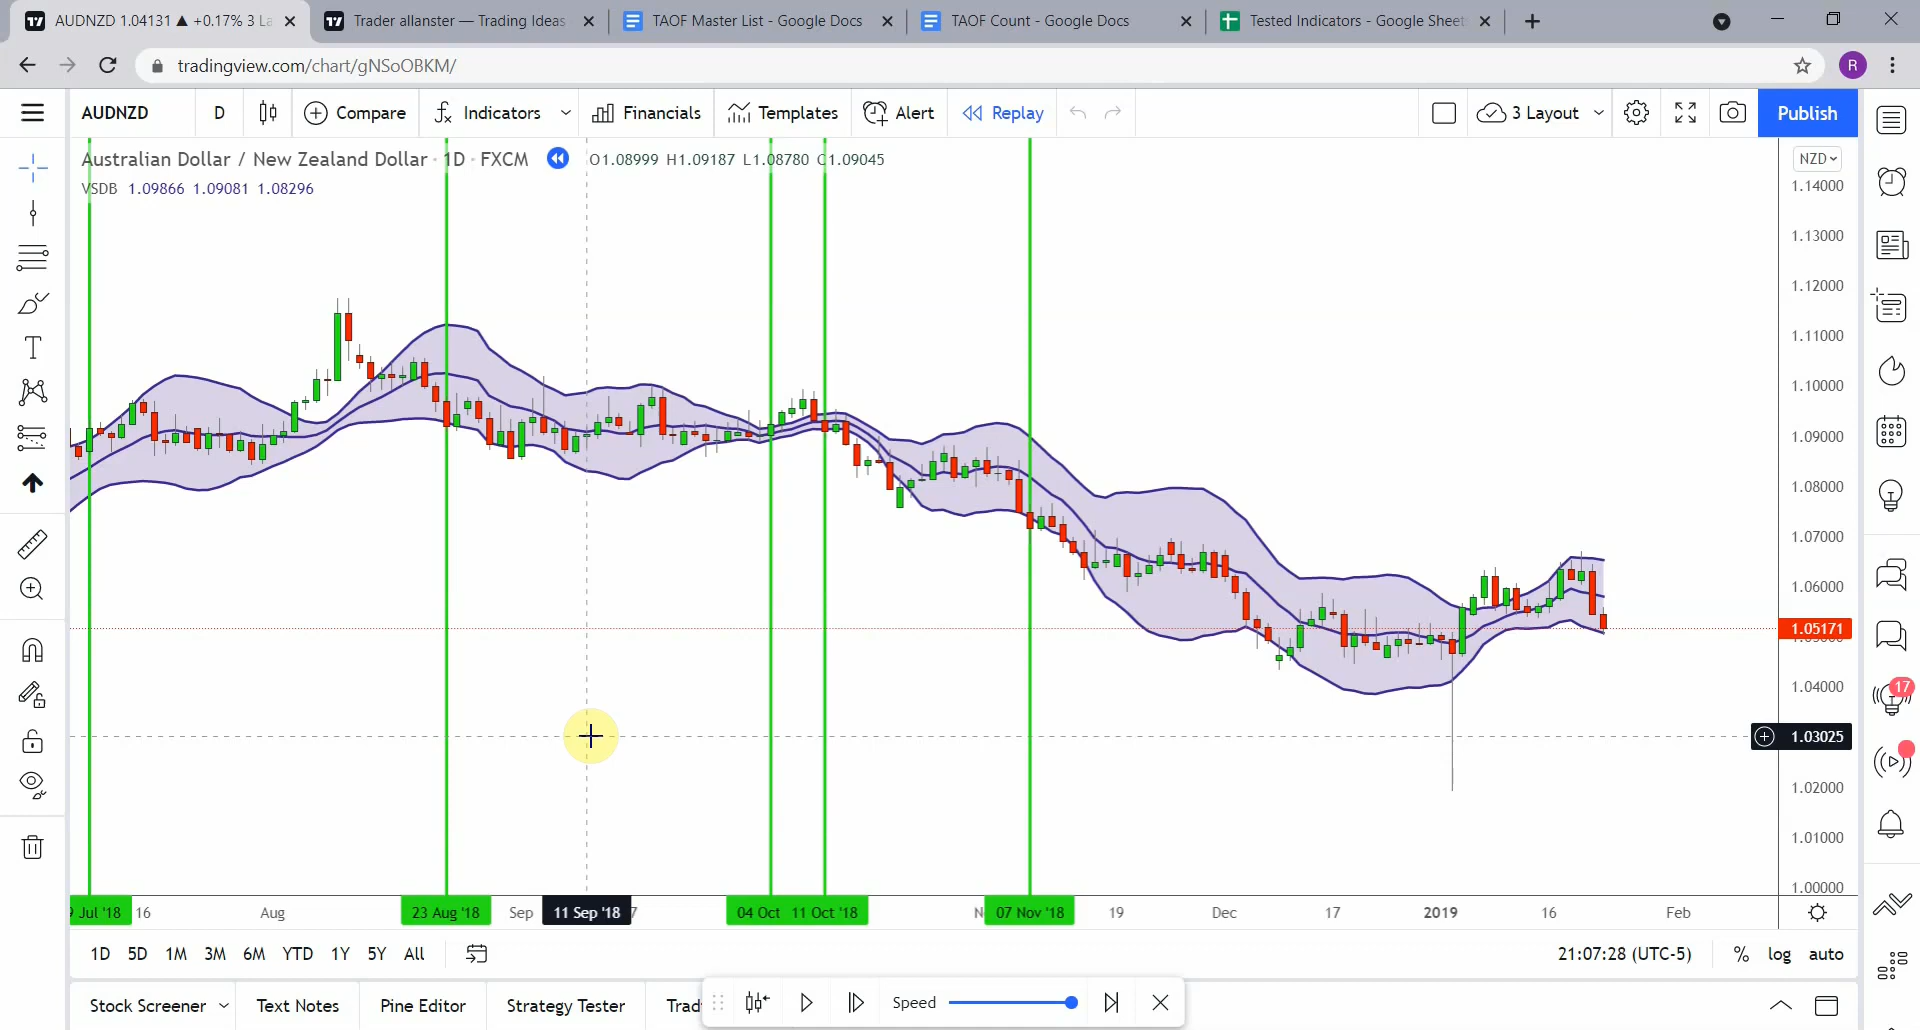 AUDNZD 1.04131 ▲ +0.17% 3 La
Trader allanster — Trading Ideas
TAOF Master List - Google Docs
TAOF Count - Google Docs
Tested Indicators - Google Sheet
tradingview.com/chart/gNSoOBKM/
R
AUDNZD D Compare Indicators Financials Templates Alert Replay 3 Layout Publish
Australian Dollar / New Zealand Dollar · 1D · FXCM O1.08999 H1.09187 L1.08780 C1.09045
NZD
VSDB 1.09866 1.09081 1.08296
1.14000
1.13000
1.12000
1.11000
1.10000
1.09000
1.08000
1.07000
1.06000
1.05171
1.04000
17
1.03025
1.02000
1.01000
1.00000
Jul '18 16 Aug 23 Aug '18 Sep 11 Sep '18 04 Oct 11 Oct '18 07 Nov '18 19 Dec 17 2019 16 Feb
1D 5D 1M 3M 6M YTD 1Y 5Y All 21:07:28 (UTC-5) % log auto
Stock Screener Text Notes Pine Editor Strategy Tester Trad Speed